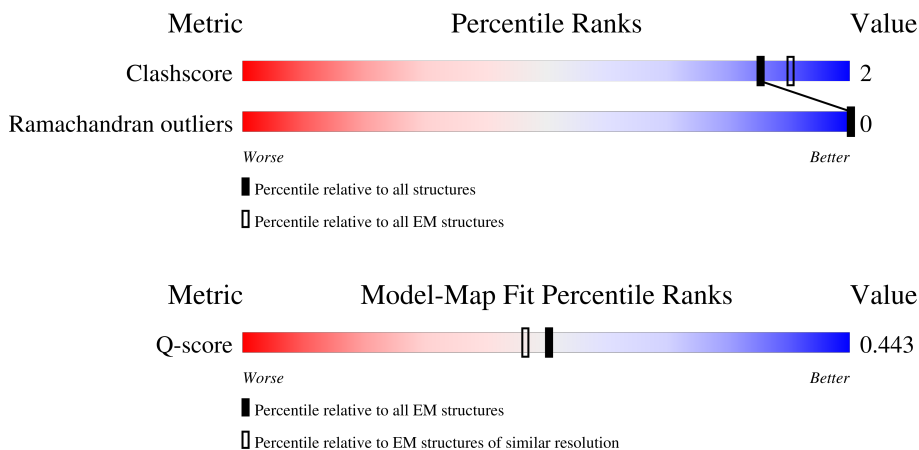 Metric Percentile Ranks Value
Clashscore 2
Ramachandran outliers 0
Worse Better
Percentile relative to all structures
Percentile relative to all EM structures
Metric Model-Map Fit Percentile Ranks Value
Q-score 0.443
Worse Better
Percentile relative to all EM structures
Percentile relative to EM structures of similar resolution